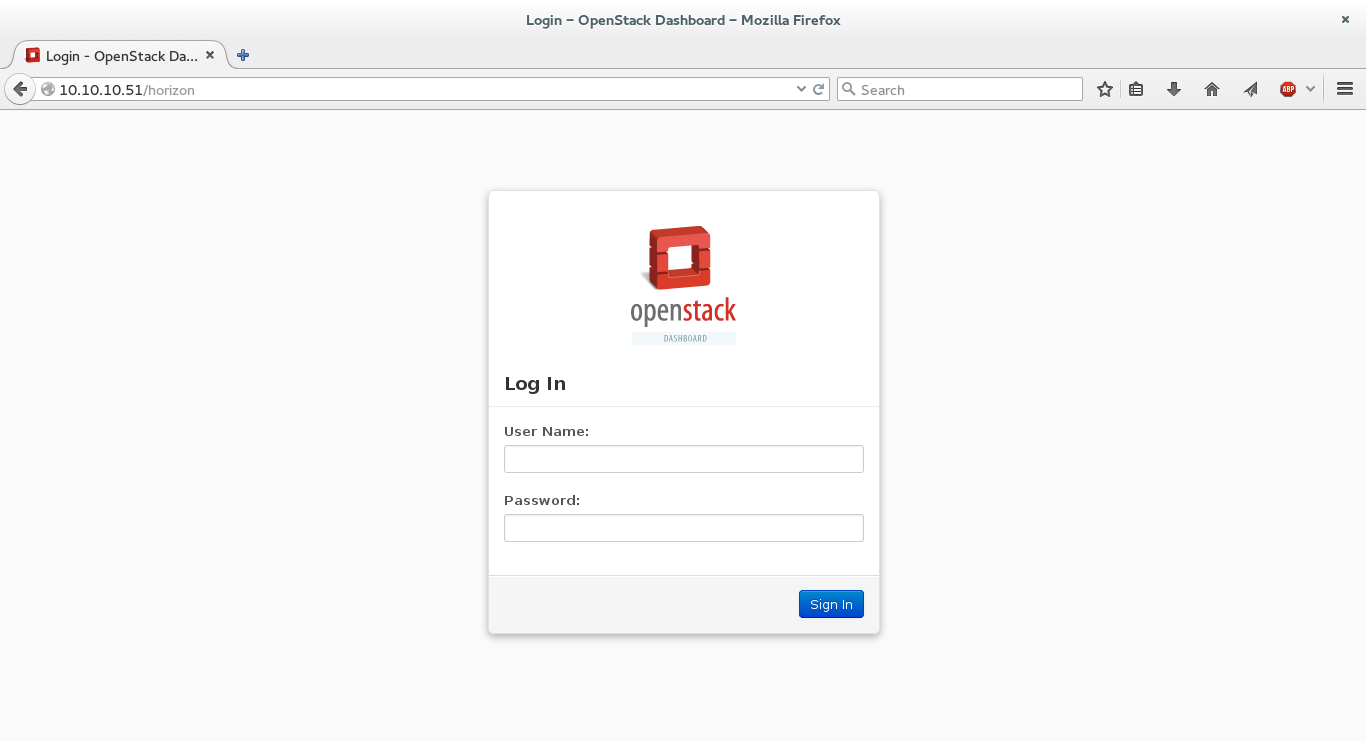 Login – OpenStack Dashboard – Mozilla Firefox
Login - OpenStack Da...
10.10.10.51/horizon
Search
ABP
openstack
DASHBOARD
Log In
User Name:
Password:
Sign In